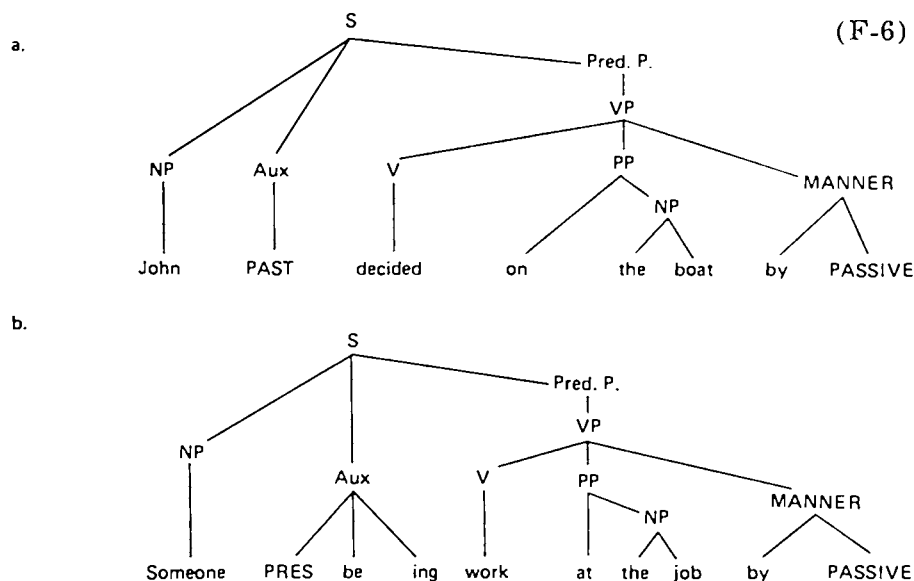 (F-6)
a.
S
Pred. P.
VP
NP Aux V PP MANNER
NP
John PAST decided on the boat by PASSIVE
b.
S
Pred. P.
VP
NP
Aux V PP MANNER
NP
Someone PRES be ing work at the job by PASSIVE